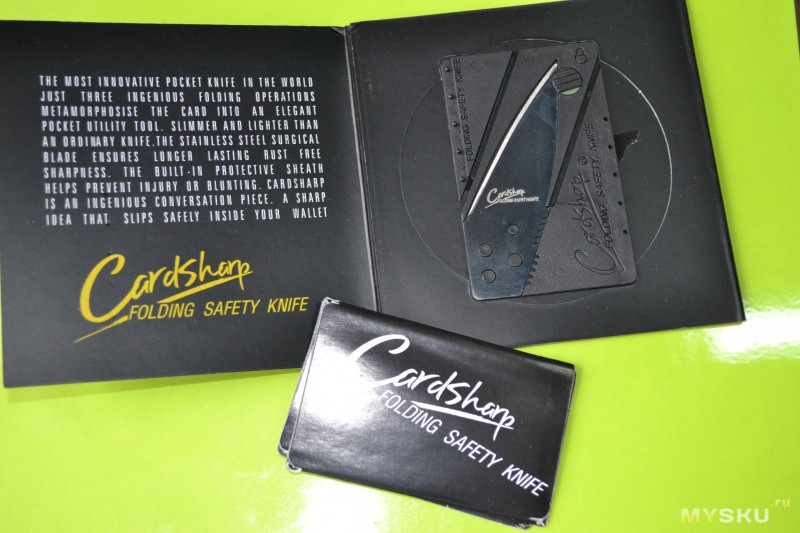 THE MOST INNOVATIVE POCKET KNIFE IN THE WORLD
JUST THREE INGENIOUS FOLDING OPERATIONS
METAMORPHOSISE THE CARD INTO AN ELEGANT
POCKET UTILITY TOOL. SLIMMER AND LIGHTER THAN
AN ORDINARY KNIFE.THE STAINLESS STEEL SURGICAL
BLADE ENSURES LONGER LASTING RUST FREE
SHARPNESS. THE BUILT-IN PROTECTIVE SHEATH
HELPS PREVENT INJURY OR BLUNTING. CARDSHARP
IS AN INGENIOUS CONVERSATION PIECE. A SHARP
IDEA THAT SLIPS SAFELY INSIDE YOUR WALLET
Cardsharp
FOLDING SAFETY KNIFE
FOLDING SAFETY KNIFE
Cardsharp
FOLDING SAFETY KNIFE
Cardsharp
FOLDING SAFETY KNIFE
Cardsharp
FOLDING SAFETY KNIFE
MYSKU.ru